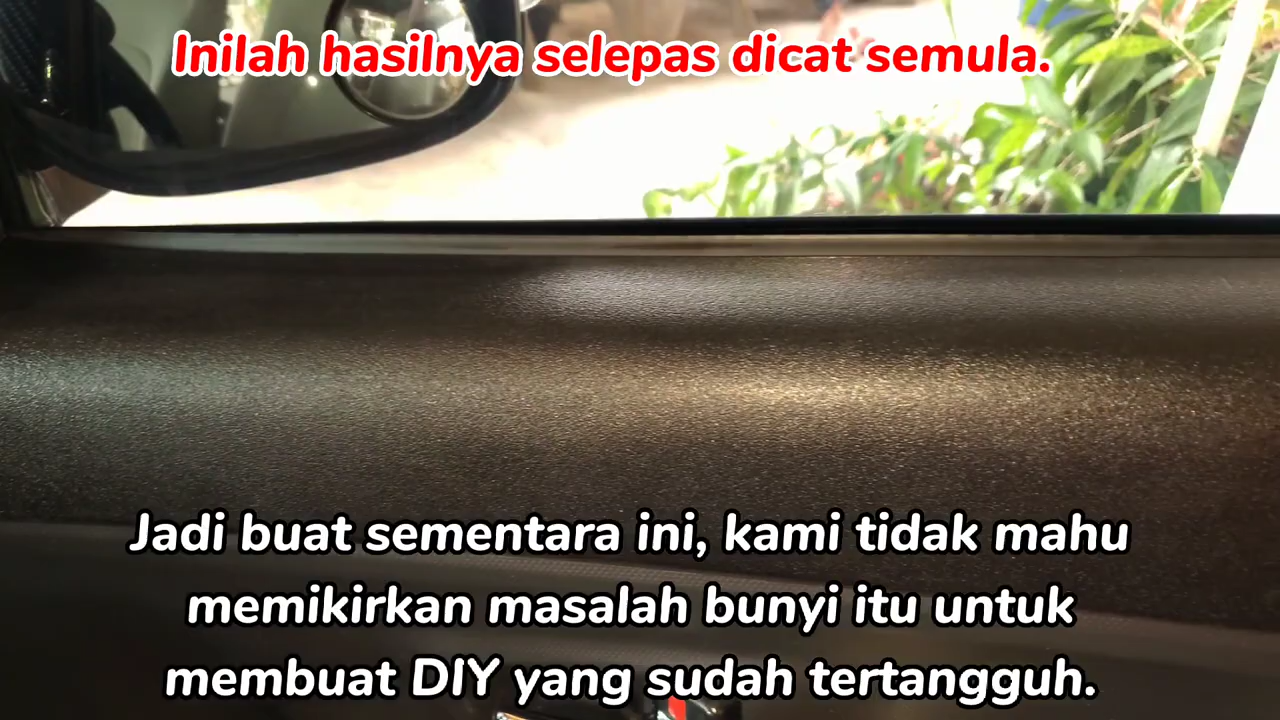 Inilah hasilnya selepas dicat semula.
Jadi buat sementara ini, kami tidak mahu
memikirkan masalah bunyi itu untuk
membuat DIY yang sudah tertangguh.